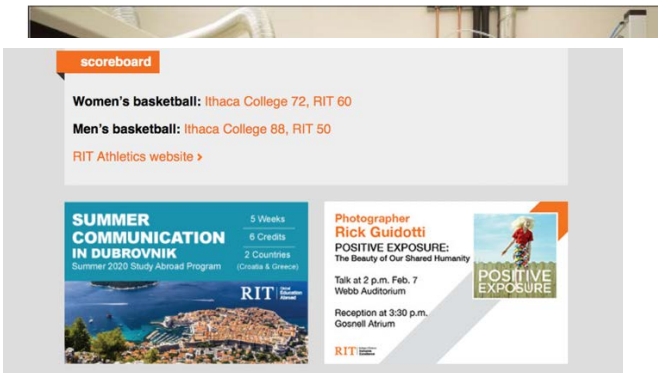 scoreboard
Women's basketball: Ithaca College 72, RIT 60
Men's basketball: Ithaca College 88, RIT 50
RIT Athletics website ›
SUMMER
COMMUNICATION
IN DUBROVNIK
Summer 2020 Study Abroad Program
5 Weeks
6 Credits
2 Countries
(Croatia & Greece)
RIT
Education
Abroad
Photographer
Rick Guidotti
POSITIVE EXPOSURE:
The Beauty of Our Shared Humanity
Talk at 2 p.m. Feb. 7
Webb Auditorium
Reception at 3:30 p.m.
Gosnell Atrium
POSITIVE
EXPOSURE
RIT